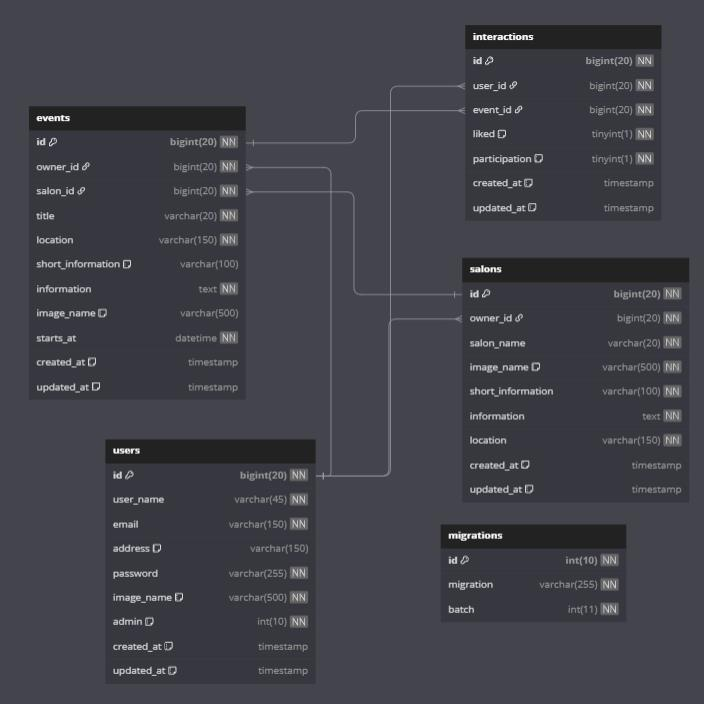 interactions
id bigint(20) NN
user_id bigint(20) NN
event_id bigint(20) NN
liked tinyint(1) NN
participation tinyint(1) NN
created_at timestamp
updated_at timestamp
events
id bigint(20) NN
owner_id bigint(20) NN
salon_id bigint(20) NN
title varchar(20) NN
location varchar(150) NN
short_information varchar(100)
information text NN
image_name varchar(500)
starts_at datetime NN
created_at timestamp
updated_at timestamp
salons
id bigint(20) NN
owner_id bigint(20) NN
salon_name varchar(20) NN
image_name varchar(500) NN
short_information varchar(100) NN
information text NN
location varchar(150) NN
created_at timestamp
updated_at timestamp
users
id bigint(20) NN
user_name varchar(45) NN
email varchar(150) NN
address varchar(150)
password varchar(255) NN
image_name varchar(500) NN
admin int(10) NN
created_at timestamp
updated_at timestamp
migrations
id int(10) NN
migration varchar(255) NN
batch int(11) NN